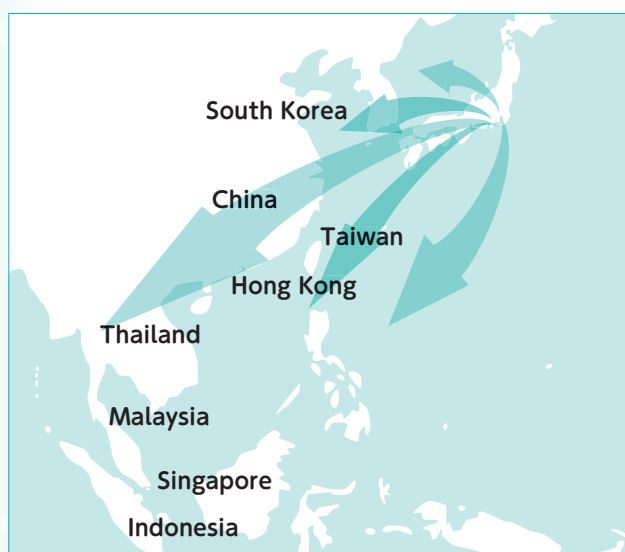 South Korea
China
Taiwan
Hong Kong
Thailand
Malaysia
Singapore
Indonesia